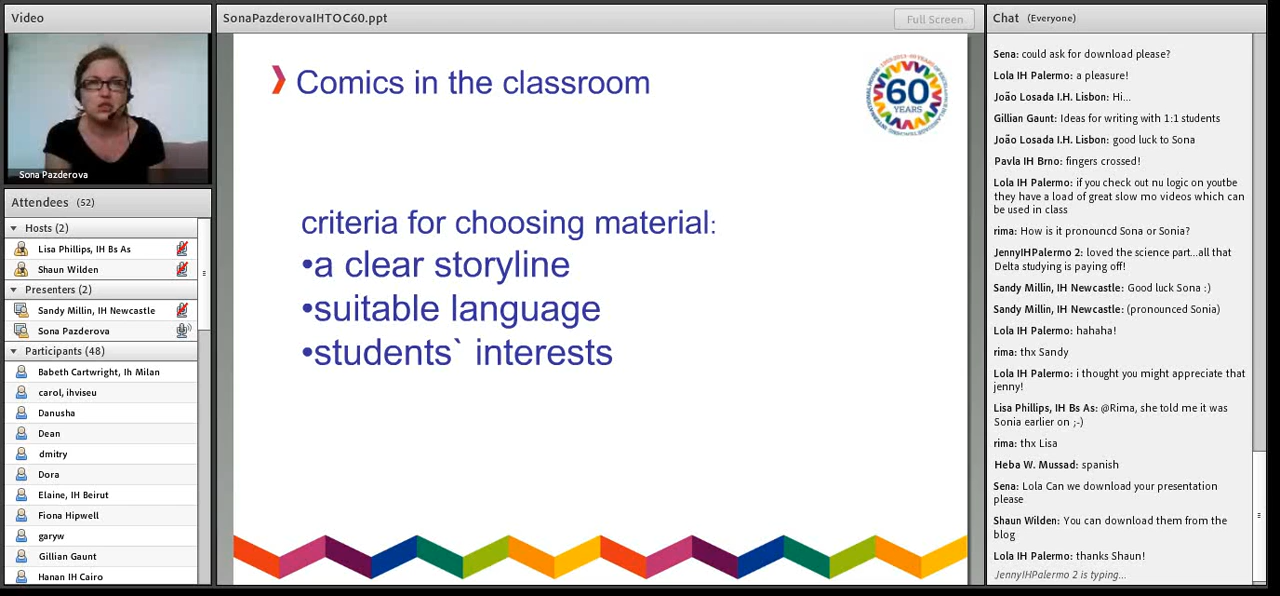 Video
Sona Pazderova
Attendees (52)
Hosts (2)
Lisa Phillips, IH Bs As
Shaun Wilden
Presenters (2)
Sandy Millin, IH Newcastle
Sona Pazderova
Participants (48)
Babeth Cartwright, Ih Milan
carol, ihviseu
Danusha
Dean
dmitry
Dora
Elaine, IH Beirut
Fiona Hipwell
garyw
Gillian Gaunt
Hanan IH Cairo
SonaPazderovaIHTOC60.ppt
Full Screen
Comics in the classroom
60
YEARS
criteria for choosing material:
•a clear storyline
•suitable language
•students` interests
Chat (Everyone)
Sena: could ask for download please?
Lola IH Palermo: a pleasure!
João Losada I.H. Lisbon: Hi...
Gillian Gaunt: Ideas for writing with 1:1 students
João Losada I.H. Lisbon: good luck to Sona
Pavla IH Brno: fingers crossed!
Lola IH Palermo: if you check out nu logic on youtbe
they have a load of great slow mo videos which can
be used in class
rima: How is it pronouncd Sona or Sonia?
JennyIHPalermo 2: loved the science part...all that
Delta studying is paying off!
Sandy Millin, IH Newcastle: Good luck Sona :)
Sandy Millin, IH Newcastle: (pronounced Sonia)
Lola IH Palermo: hahaha!
rima: thx Sandy
Lola IH Palermo: i thought you might appreciate that
jenny!
Lisa Phillips, IH Bs As: @Rima, she told me it was
Sonia earlier on ;-)
rima: thx Lisa
Heba W. Mussad: spanish
Sena: Lola Can we download your presentation
please
Shaun Wilden: You can download them from the
blog
Lola IH Palermo: thanks Shaun!
JennyIHPalermo 2 is typing...